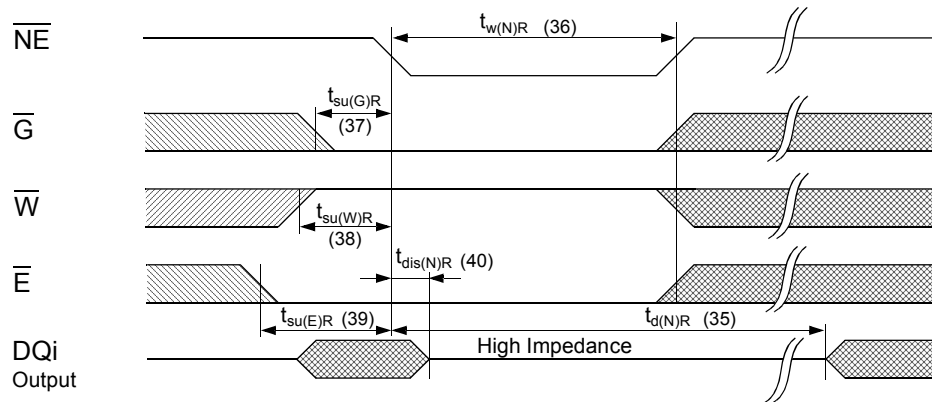 NE
t_w(N)R (36)
G
t_su(G)R
(37)
W
t_su(W)R
(38)
t_dis(N)R (40)
E
t_su(E)R (39)
t_d(N)R (35)
DQi
Output
High Impedance